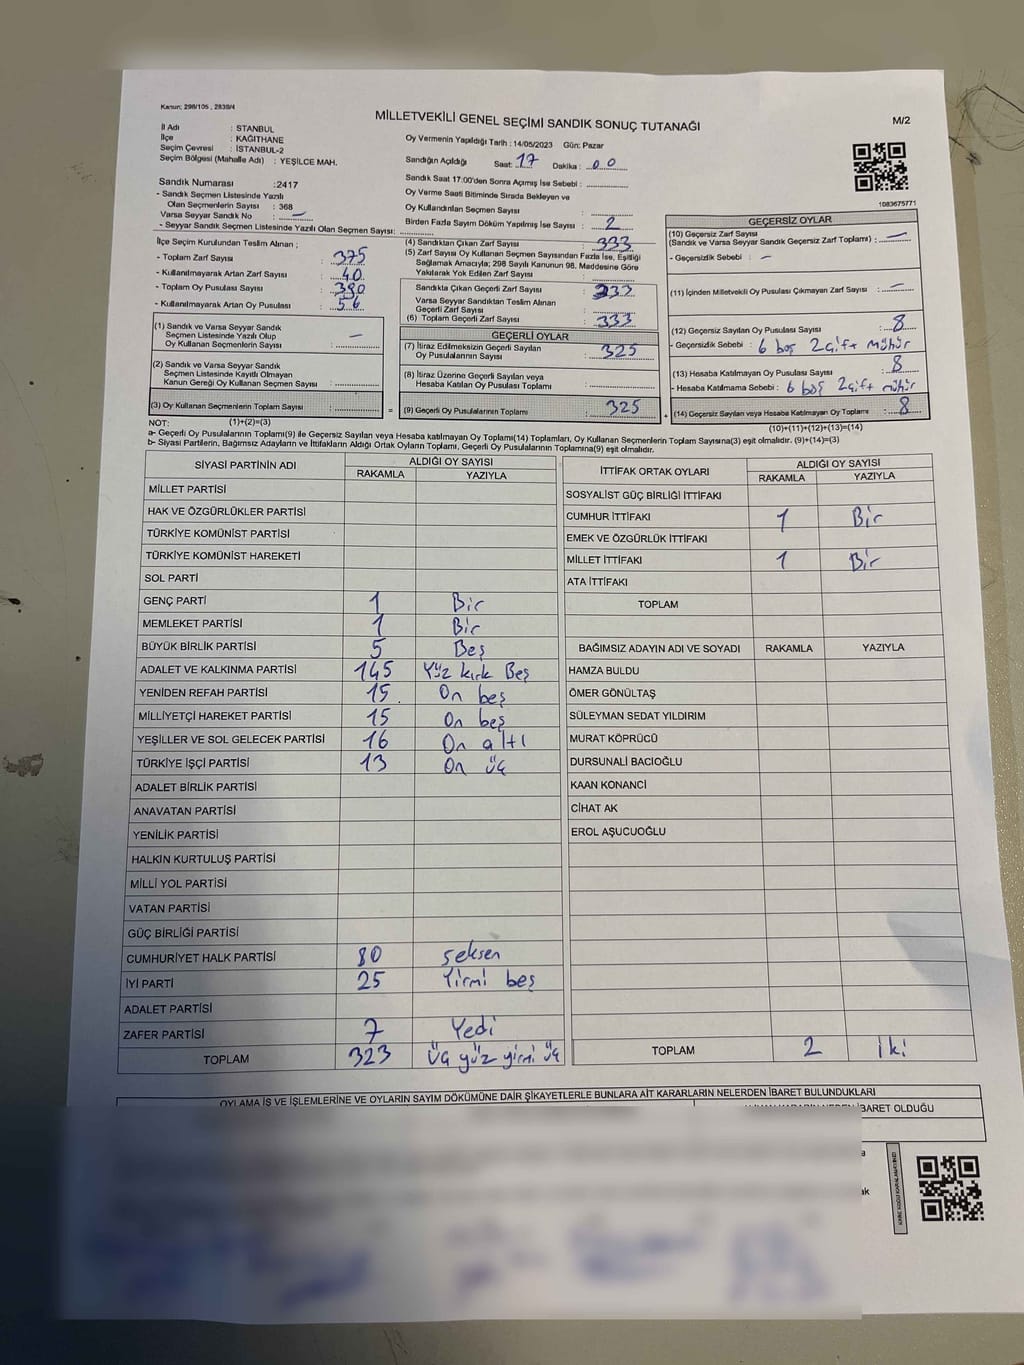 Kanun; 298/105 , 2839/4
MİLLETVEKİLİ GENEL SEÇİMİ SANDIK SONUÇ TUTANAĞI
M/2
İl Adı : STANBUL
İlçe : KAĞITHANE
Seçim Çevresi : İSTANBUL-2
Seçim Bölgesi (Mahalle Adı) : YEŞİLCE MAH.
Oy Vermenin Yapıldığı Tarih : 14/05/2023 Gün: Pazar
Sandığın Açıldığı Saat: 17 Dakika : 00
Sandık Saat 17:00'den Sonra Açımış İse Sebebi :
Oy Verme Saati Bitiminde Sırada Bekleyen ve
Oy Kullandırılan Seçmen Sayısı :
Birden Fazla Sayım Döküm Yapılmış İse Sayısı : 2
1083675771
Sandık Numarası :2417
- Sandık Seçmen Listesinde Yazılı
Olan Seçmenlerin Sayısı : 368
Varsa Seyyar Sandık No : —
- Seyyar Sandık Seçmen Listesinde Yazılı Olan Seçmen Sayısı:
İlçe Seçim Kurulundan Teslim Alınan ;
- Toplam Zarf Sayısı : 375
- Kullanılmayarak Artan Zarf Sayısı : 40
- Toplam Oy Pusulası Sayısı : 380
- Kullanılmayarak Artan Oy Pusulası : 56
(1) Sandık ve Varsa Seyyar Sandık
Seçmen Listesinde Yazılı Olup
Oy Kullanan Seçmenlerin Sayısı : —
(2) Sandık ve Varsa Seyyar Sandık
Seçmen Listesinde Kayıtlı Olmayan
Kanun Gereği Oy Kullanan Seçmen Sayısı :
(3) Oy Kullanan Seçmenlerin Toplam Sayısı :
(1)+(2)=(3)
(4) Sandıktan Çıkan Zarf Sayısı : 333
(5) Zarf Sayısı Oy Kullanan Seçmen Sayısından Fazla İse, Eşitliği
Sağlamak Amacıyla; 298 Sayılı Kanunun 98. Maddesine Göre
Yakılarak Yok Edilen Zarf Sayısı :
Sandıkta Çıkan Geçerli Zarf Sayısı : 333
Varsa Seyyar Sandıktan Teslim Alınan
Geçerli Zarf Sayısı :
(6) Toplam Geçerli Zarf Sayısı : 333
GEÇERLİ OYLAR
(7) İtiraz Edilmeksizin Geçerli Sayılan
Oy Pusulalarının Sayısı : 325
(8) İtiraz Üzerine Geçerli Sayılan veya
Hesaba Katılan Oy Pusulası Toplamı :
= (9) Geçerli Oy Pusulalarının Toplamı : 325
GEÇERSİZ OYLAR
(10) Geçersiz Zarf Sayısı
(Sandık ve Varsa Seyyar Sandık Geçersiz Zarf Toplamı) : —
- Geçersizlik Sebebi : —
(11) İçinden Milletvekili Oy Pusulası Çıkmayan Zarf Sayısı : —
(12) Geçersiz Sayılan Oy Pusulası Sayısı : 8
- Geçersizlik Sebebi : 6 boş 2 çift mühür
(13) Hesaba Katılmayan Oy Pusulası Sayısı : 8
- Hesaba Katılmama Sebebi : 6 boş 2 çift mühür
+ (14) Geçersiz Sayılan veya Hesaba Katılmayan Oy Toplamı : 8
(10)+(11)+(12)+(13)=(14)
NOT:
a- Geçerli Oy Pusulalarının Toplamı(9) ile Geçersiz Sayılan veya Hesaba katılmayan Oy Toplamı(14) Toplamları, Oy Kullanan Seçmenlerin Toplam Sayısına(3) eşit olmalıdır. (9)+(14)=(3)
b- Siyasi Partilerin, Bağımsız Adayların ve İttifakların Aldığı Ortak Oyların Toplamı, Geçerli Oy Pusulalarının Toplamına(9) eşit olmalıdır.
SİYASİ PARTİNİN ADI ALDIĞI OY SAYISI
RAKAMLA YAZIYLA
MİLLET PARTİSİ
HAK VE ÖZGÜRLÜKLER PARTİSİ
TÜRKİYE KOMÜNİST PARTİSİ
TÜRKİYE KOMÜNİST HAREKETİ
SOL PARTİ
GENÇ PARTİ 1 Bir
MEMLEKET PARTİSİ 1 Bir
BÜYÜK BİRLİK PARTİSİ 5 Beş
ADALET VE KALKINMA PARTİSİ 145 Yüz kırk Beş
YENİDEN REFAH PARTİSİ 15 On beş
MİLLİYETÇİ HAREKET PARTİSİ 15 On beş
YEŞİLLER VE SOL GELECEK PARTİSİ 16 On altı
TÜRKİYE İŞÇİ PARTİSİ 13 On üç
ADALET BİRLİK PARTİSİ
ANAVATAN PARTİSİ
YENİLİK PARTİSİ
HALKIN KURTULUŞ PARTİSİ
MİLLİ YOL PARTİSİ
VATAN PARTİSİ
GÜÇ BİRLİĞİ PARTİSİ
CUMHURİYET HALK PARTİSİ 80 seksen
İYİ PARTİ 25 Yirmi beş
ADALET PARTİSİ
ZAFER PARTİSİ 7 Yedi
TOPLAM 323 Üç yüz yirmi üç
İTTİFAK ORTAK OYLARI ALDIĞI OY SAYISI
RAKAMLA YAZIYLA
SOSYALİST GÜÇ BİRLİĞİ İTTİFAKI
CUMHUR İTTİFAKI 1 Bir
EMEK VE ÖZGÜRLÜK İTTİFAKI
MİLLET İTTİFAKI 1 Bir
ATA İTTİFAKI
TOPLAM
BAĞIMSIZ ADAYIN ADI VE SOYADI RAKAMLA YAZIYLA
HAMZA BULDU
ÖMER GÖNÜLTAŞ
SÜLEYMAN SEDAT YILDIRIM
MURAT KÖPRÜCÜ
DURSUNALİ BACIOĞLU
KAAN KONANCİ
CİHAT AK
EROL AŞUCUOĞLU
TOPLAM 2 iki
OYLAMA İŞ VE İŞLEMLERİNE VE OYLARIN SAYIM DÖKÜMÜNE DAİR ŞİKAYETLERLE BUNLARA AİT KARARLARIN NELERDEN İBARET BULUNDUKLARI
İBARET OLDUĞU